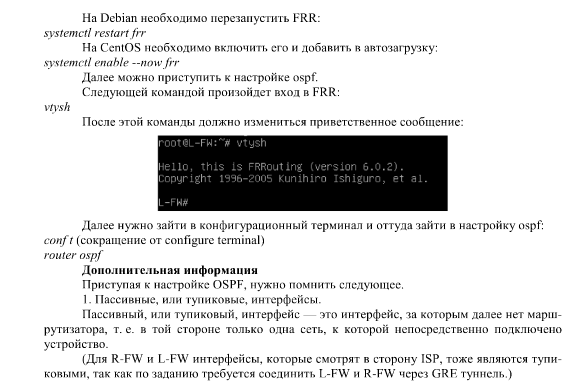 На Debian необходимо перезапустить FRR:
systemctl restart frr
На CentOS необходимо включить его и добавить в автозагрузку:
systemctl enable --now frr
Далее можно приступить к настройке ospf.
Следующей командой произойдет вход в FRR:
vtysh
После этой команды должно измениться приветственное сообщение:
root@L-FW:~# vtysh
Hello, this is FRRouting (version 6.0.2).
Copyright 1996-2005 Kunihiro Ishiguro, et al.
L-FW#
Далее нужно зайти в конфигурационный терминал и оттуда зайти в настройку ospf:
conf t (сокращение от configure terminal)
router ospf
Дополнительная информация
Приступая к настройке OSPF, нужно помнить следующее.
1. Пассивные, или тупиковые, интерфейсы.
Пассивный, или тупиковый, интерфейс — это интерфейс, за которым далее нет марш-
рутизатора, т. е. в той стороне только одна сеть, к которой непосредственно подключено
устройство.
(Для R-FW и L-FW интерфейсы, которые смотрят в сторону ISP, тоже являются тупи-
ковыми, так как по заданию требуется соединить L-FW и R-FW через GRE туннель.)